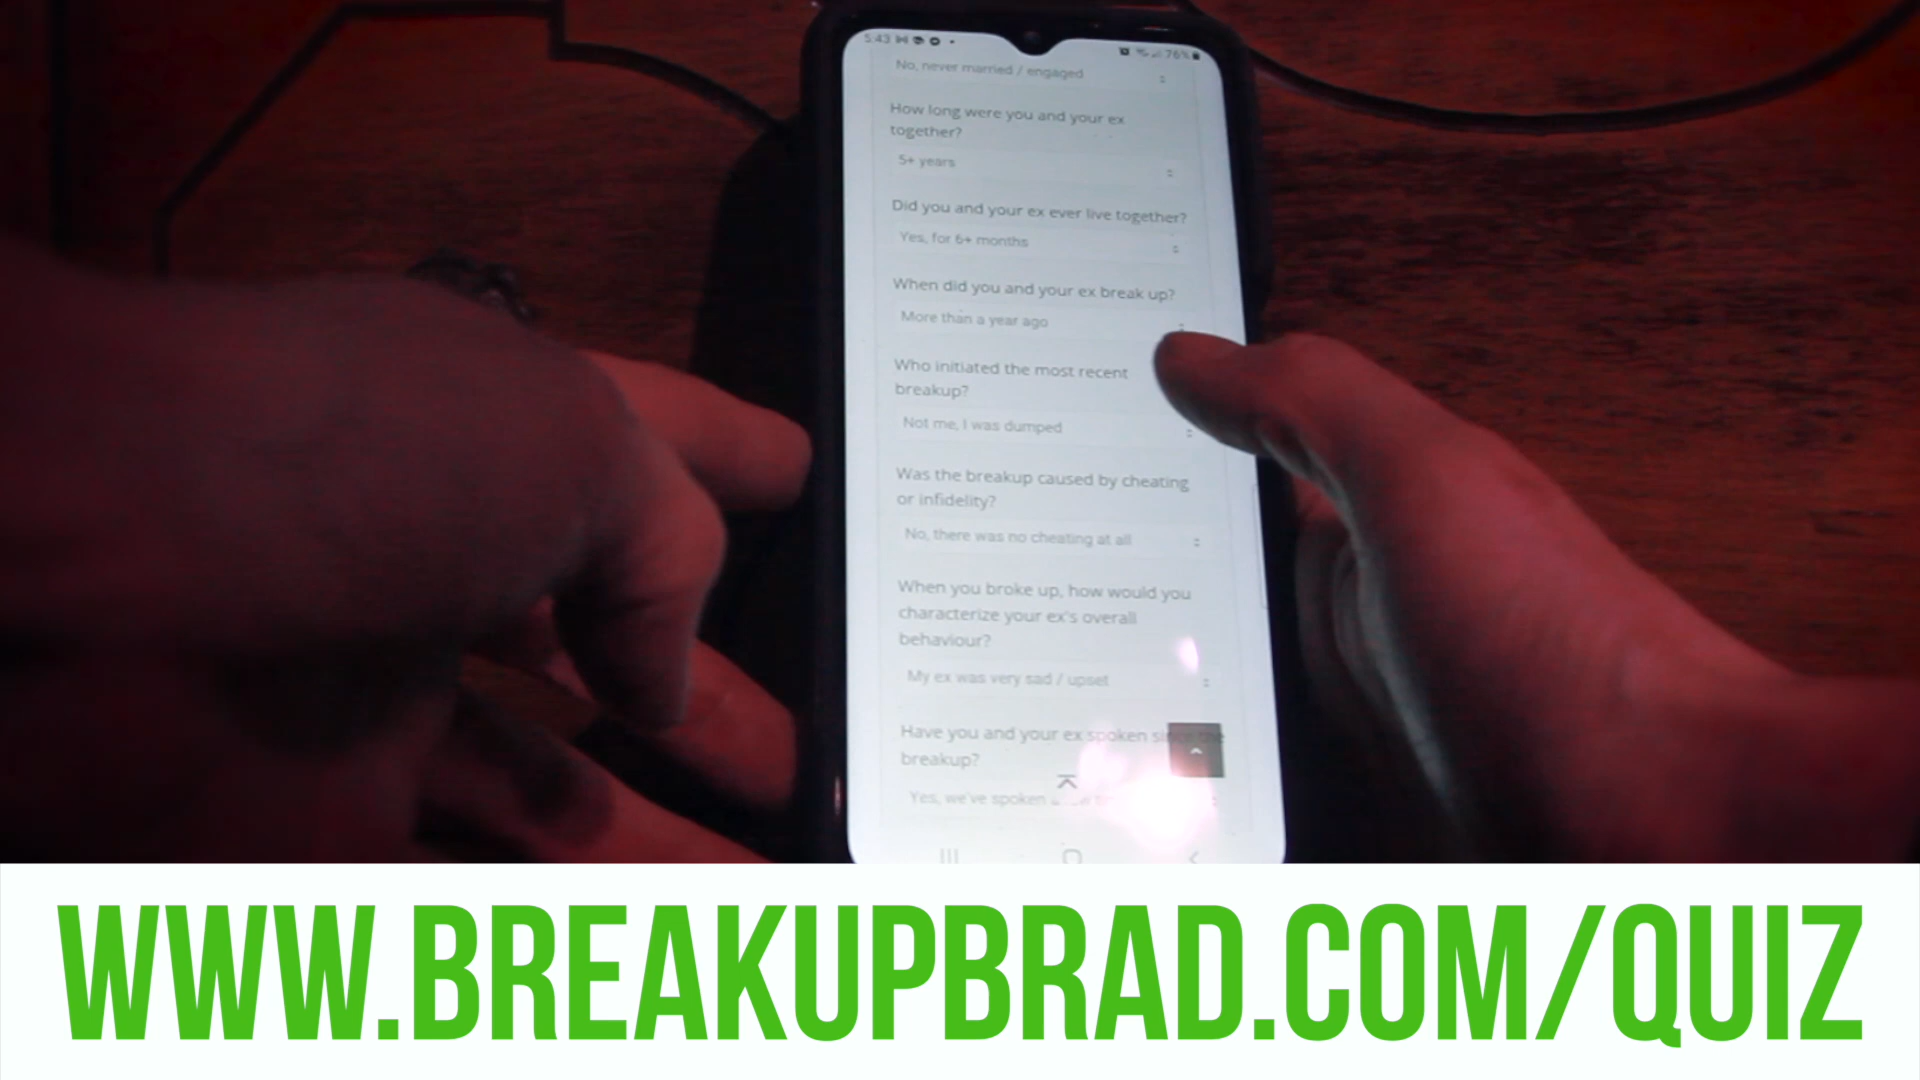 5:43
76%
No, never married / engaged
How long were you and your ex
together?
5+ years
Did you and your ex ever live together?
Yes, for 6+ months
When did you and your ex break up?
More than a year ago
Who initiated the most recent
breakup?
Not me, I was dumped
Was the breakup caused by cheating
or infidelity?
No, there was no cheating at all
When you broke up, how would you
characterize your ex's overall
behaviour?
My ex was very sad / upset
Have you and your ex spoken since the
breakup?
Yes, we've spoken
WWW.BREAKUPBRAD.COM/QUIZ